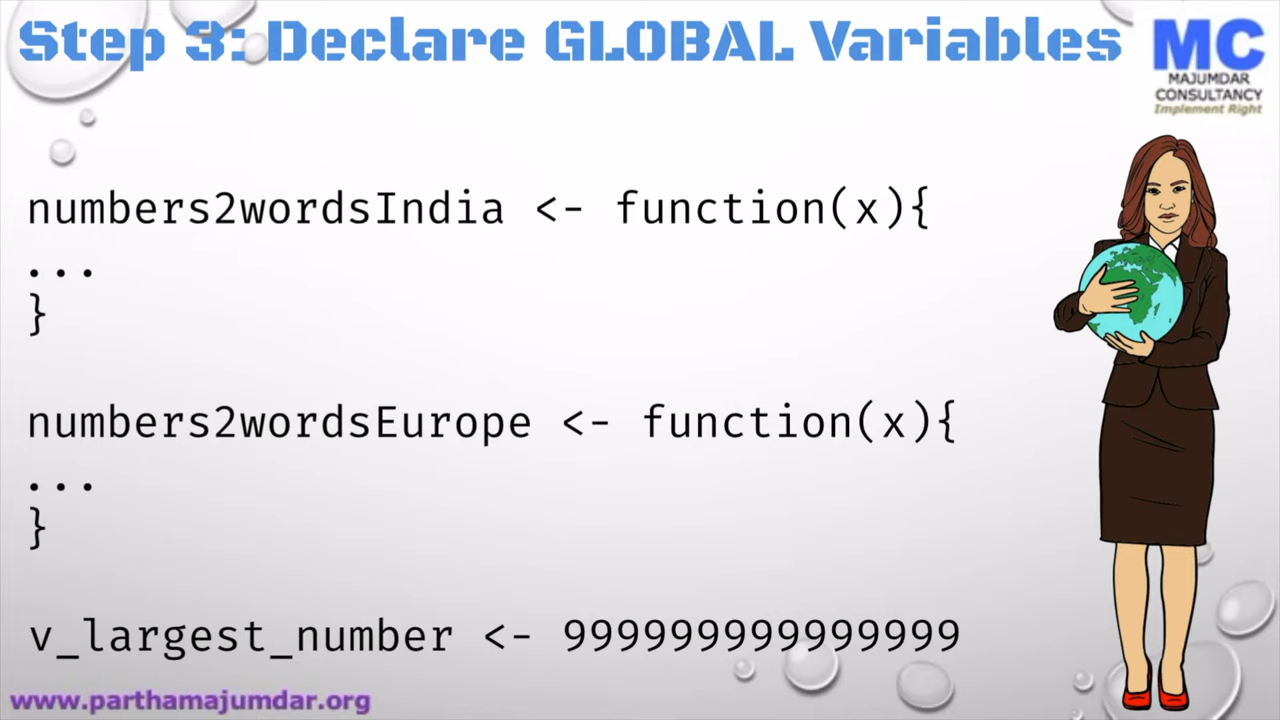 Step 3: Declare GLOBAL Variables
MC
MAJUMDAR
CONSULTANCY
Implement Right
numbers2wordsIndia <- function(x){
...
}
numbers2wordsEurope <- function(x){
...
}
v_largest_number <- 999999999999999
www.parthamajumdar.org